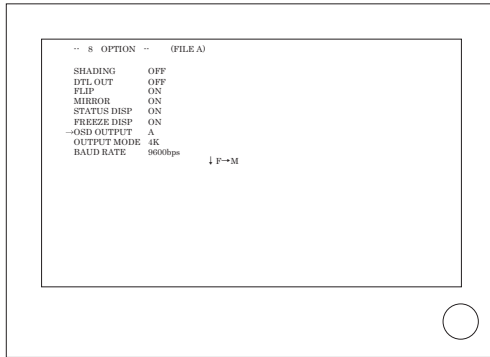 -- 8 OPTION -- (FILE A)
SHADING OFF
DTL OUT OFF
FLIP ON
MIRROR ON
STATUS DISP ON
FREEZE DISP ON
→OSD OUTPUT A
OUTPUT MODE 4K
BAUD RATE 9600bps
↓ F→M